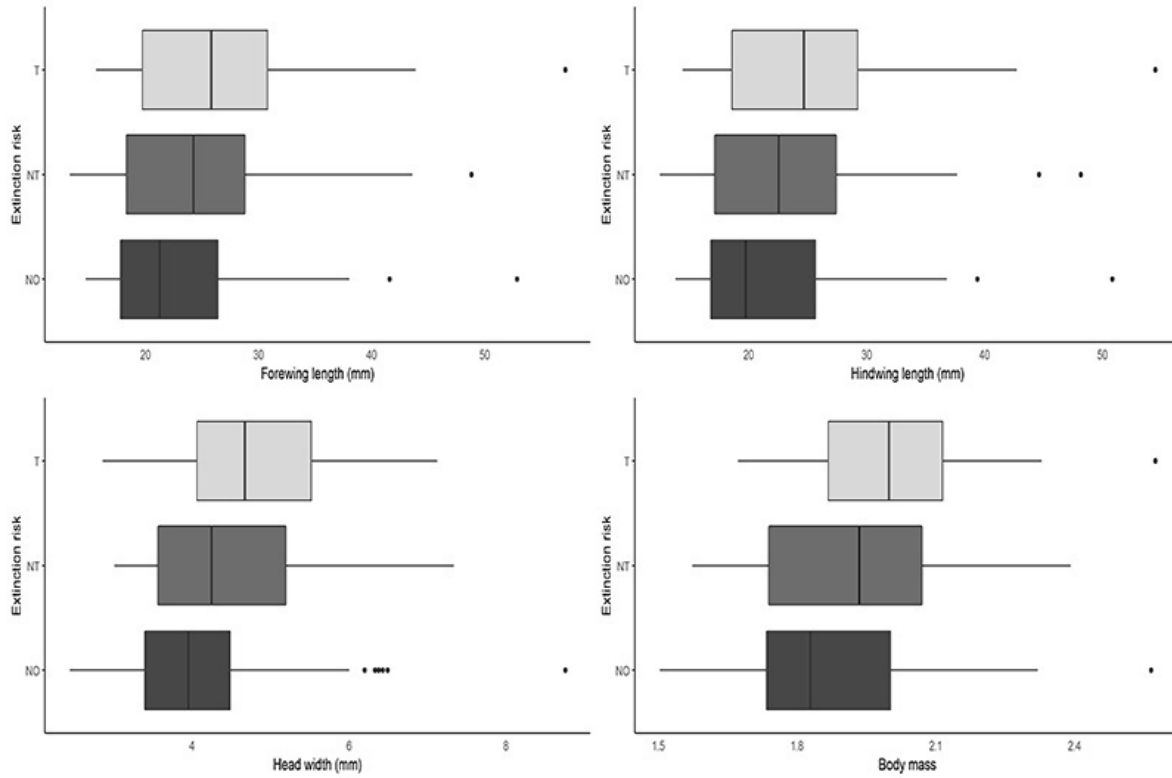 Extinction risk
T
NT
NO
20 30 40 50
Forewing length (mm)
Extinction risk
T
NT
NO
20 30 40 50
Hindwing length (mm)
Extinction risk
T
NT
NO
4 6 8
Head width (mm)
Extinction risk
T
NT
NO
1.5 1.8 2.1 2.4
Body mass